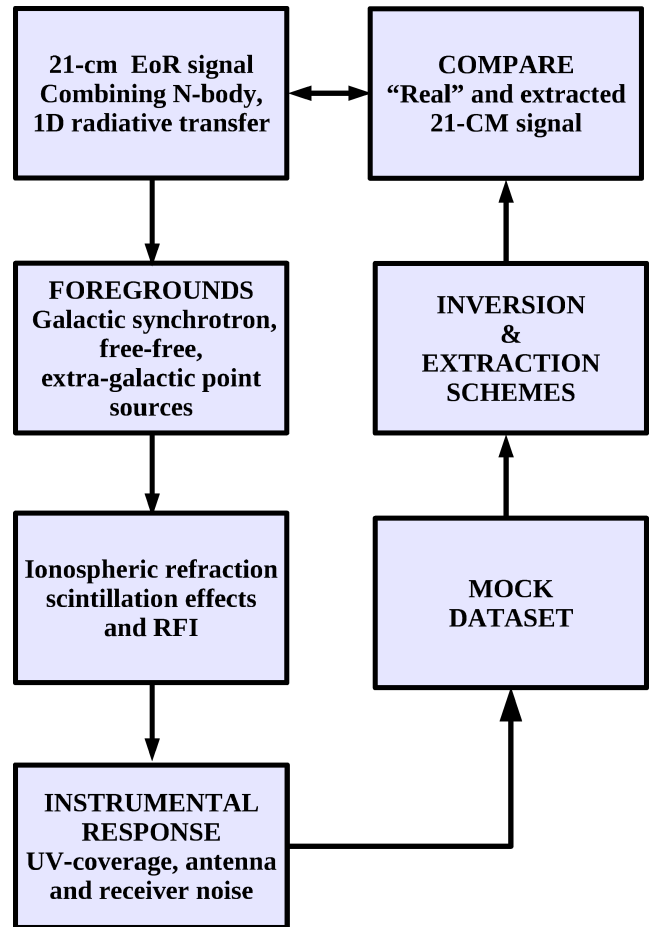 21-cm EoR signal
Combining N-body,
1D radiative transfer
COMPARE
“Real” and extracted
21-CM signal
FOREGROUNDS
Galactic synchrotron,
free-free,
extra-galactic point
sources
INVERSION
&
EXTRACTION
SCHEMES
Ionospheric refraction
scintillation effects
and RFI
MOCK
DATASET
INSTRUMENTAL
RESPONSE
UV-coverage, antenna
and receiver noise